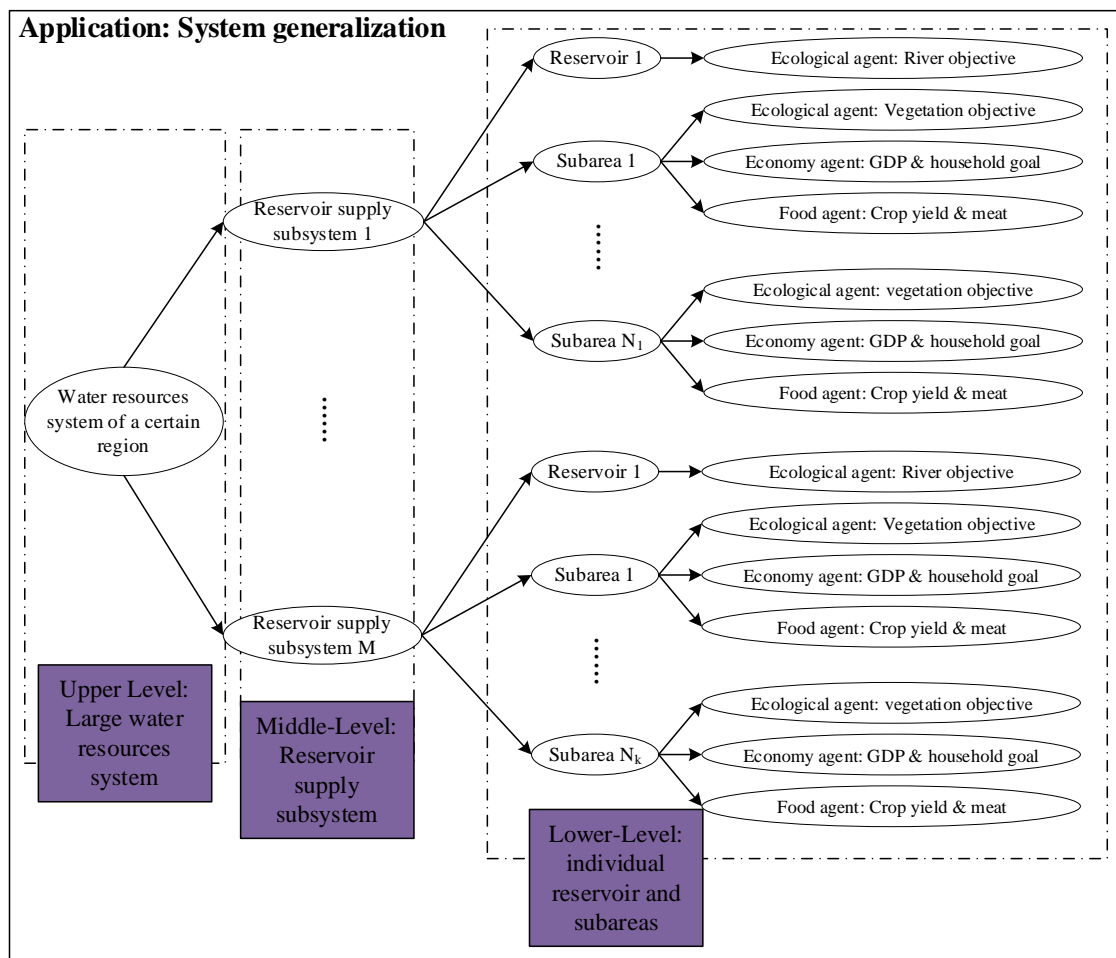 Application: System generalization
Water resources
system of a certain
region
Reservoir supply
subsystem 1
Reservoir supply
subsystem M
Reservoir 1
Ecological agent: River objective
Subarea 1
Ecological agent: Vegetation objective
Economy agent: GDP & household goal
Food agent: Crop yield & meat
Subarea N₁
Ecological agent: vegetation objective
Economy agent: GDP & household goal
Food agent: Crop yield & meat
Reservoir 1
Ecological agent: River objective
Subarea 1
Ecological agent: Vegetation objective
Economy agent: GDP & household goal
Food agent: Crop yield & meat
Subarea Nₖ
Ecological agent: vegetation objective
Economy agent: GDP & household goal
Food agent: Crop yield & meat
Upper Level:
Large water
resources
system
Middle-Level:
Reservoir
supply
subsystem
Lower-Level:
individual
reservoir and
subareas